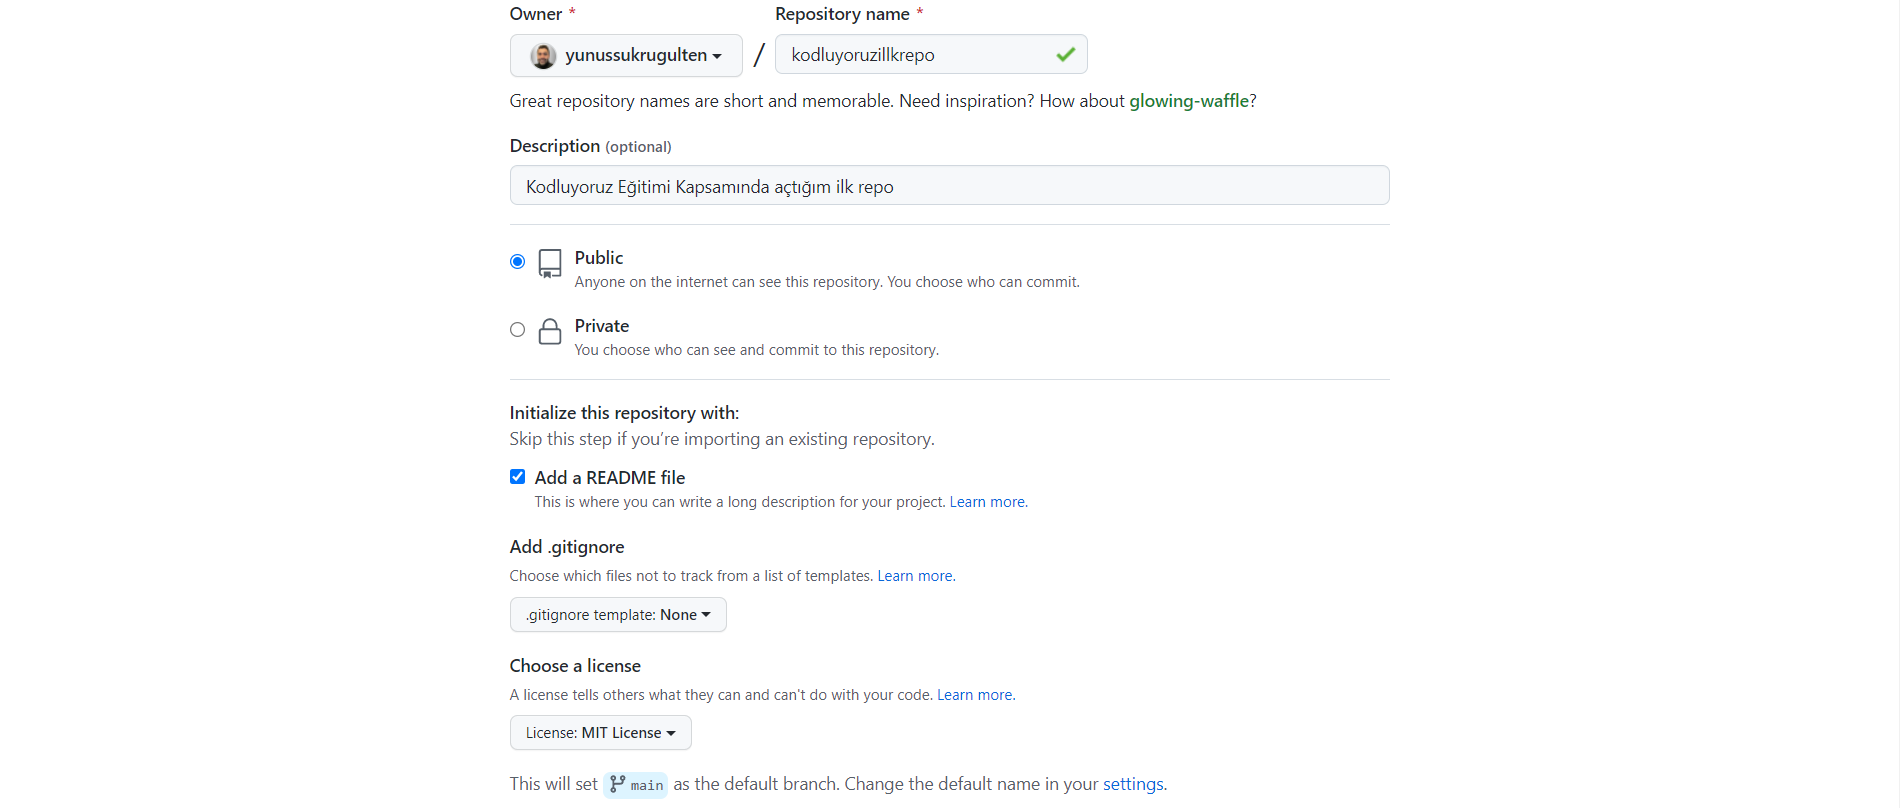 Owner * Repository name *
yunussukrugulten / kodluyoruzillkrepo
Great repository names are short and memorable. Need inspiration? How about glowing-waffle?
Description (optional)
Kodluyoruz Eğitimi Kapsamında açtığım ilk repo
Public
Anyone on the internet can see this repository. You choose who can commit.
Private
You choose who can see and commit to this repository.
Initialize this repository with:
Skip this step if you’re importing an existing repository.
Add a README file
This is where you can write a long description for your project. Learn more.
Add .gitignore
Choose which files not to track from a list of templates. Learn more.
.gitignore template: None
Choose a license
A license tells others what they can and can't do with your code. Learn more.
License: MIT License
This will set main as the default branch. Change the default name in your settings.